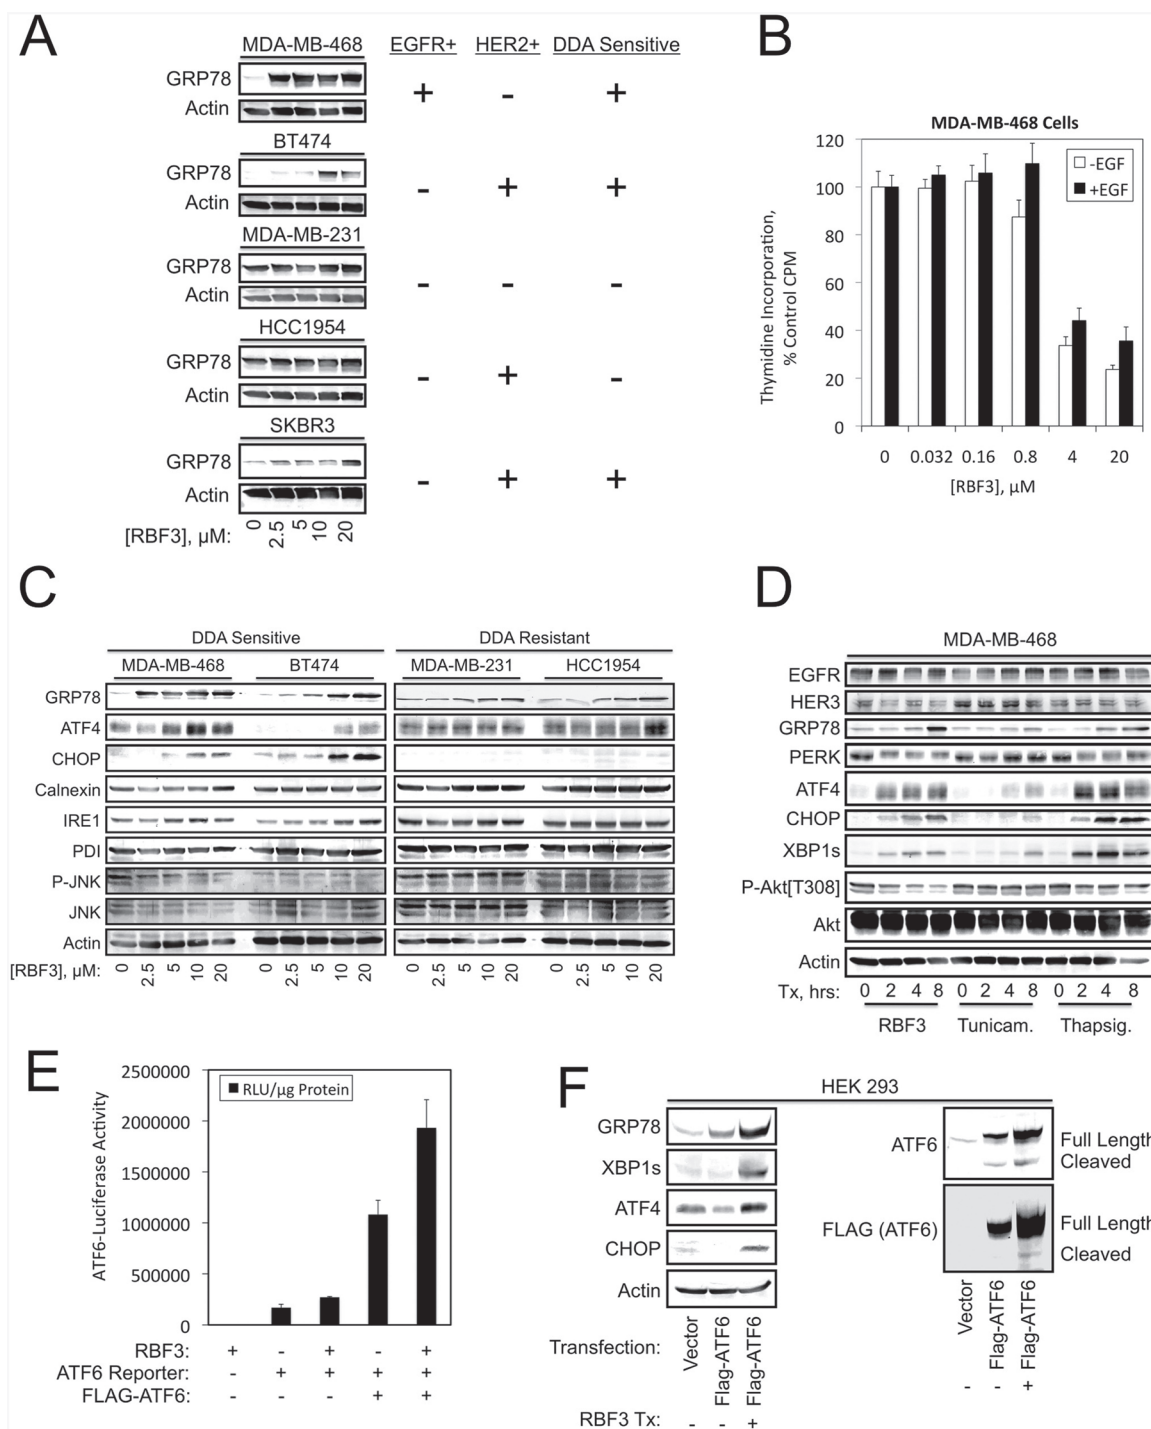 A
MDA-MB-468 EGFR+ HER2+ DDA Sensitive
GRP78
Actin
+ - +
BT474
GRP78
Actin
- + +
MDA-MB-231
GRP78
Actin
- - -
HCC1954
GRP78
Actin
- + -
SKBR3
GRP78
Actin
- + +
[RBF3], µM: 0 2.5 5 10 20
B
MDA-MB-468 Cells
-EGF
+EGF
Thymidine Incorporation,
% Control CPM
120
100
80
60
40
20
0
0 0.032 0.16 0.8 4 20
[RBF3], µM
C
DDA Sensitive DDA Resistant
MDA-MB-468 BT474 MDA-MB-231 HCC1954
GRP78
ATF4
CHOP
Calnexin
IRE1
PDI
P-JNK
JNK
Actin
[RBF3], µM: 0 2.5 5 10 20 0 2.5 5 10 20 0 2.5 5 10 20 0 2.5 5 10 20
D
MDA-MB-468
EGFR
HER3
GRP78
PERK
ATF4
CHOP
XBP1s
P-Akt[T308]
Akt
Actin
Tx, hrs: 0 2 4 8 0 2 4 8 0 2 4 8
RBF3 Tunicam. Thapsig.
E
RLU/µg Protein
ATF6-Luciferase Activity
2500000
2000000
1500000
1000000
500000
0
RBF3: + - + - +
ATF6 Reporter: - + + + +
FLAG-ATF6: - - - + +
F
HEK 293
GRP78
XBP1s
ATF4
CHOP
Actin
Transfection: Vector Flag-ATF6 Flag-ATF6
RBF3 Tx: - - +
ATF6 Full Length
Cleaved
FLAG (ATF6) Full Length
Cleaved
Vector Flag-ATF6 Flag-ATF6
- - +